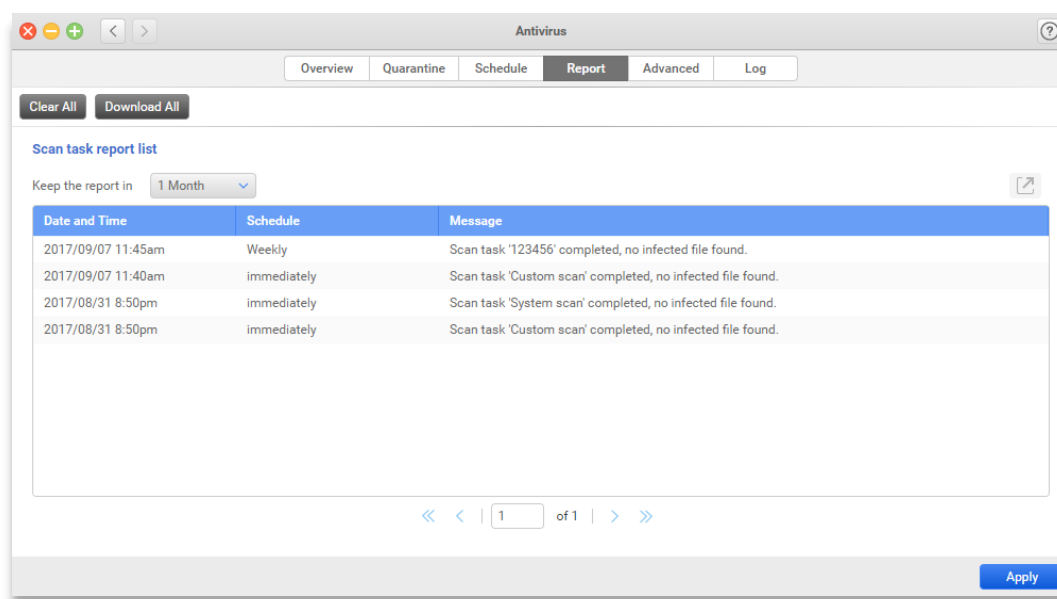 Antivirus
?
Overview Quarantine Schedule Report Advanced Log
Clear All Download All
Scan task report list
Keep the report in 1 Month
Date and Time Schedule Message
2017/09/07 11:45am Weekly Scan task '123456' completed, no infected file found.
2017/09/07 11:40am immediately Scan task 'Custom scan' completed, no infected file found.
2017/08/31 8:50pm immediately Scan task 'System scan' completed, no infected file found.
2017/08/31 8:50pm immediately Scan task 'Custom scan' completed, no infected file found.
1 of 1
Apply